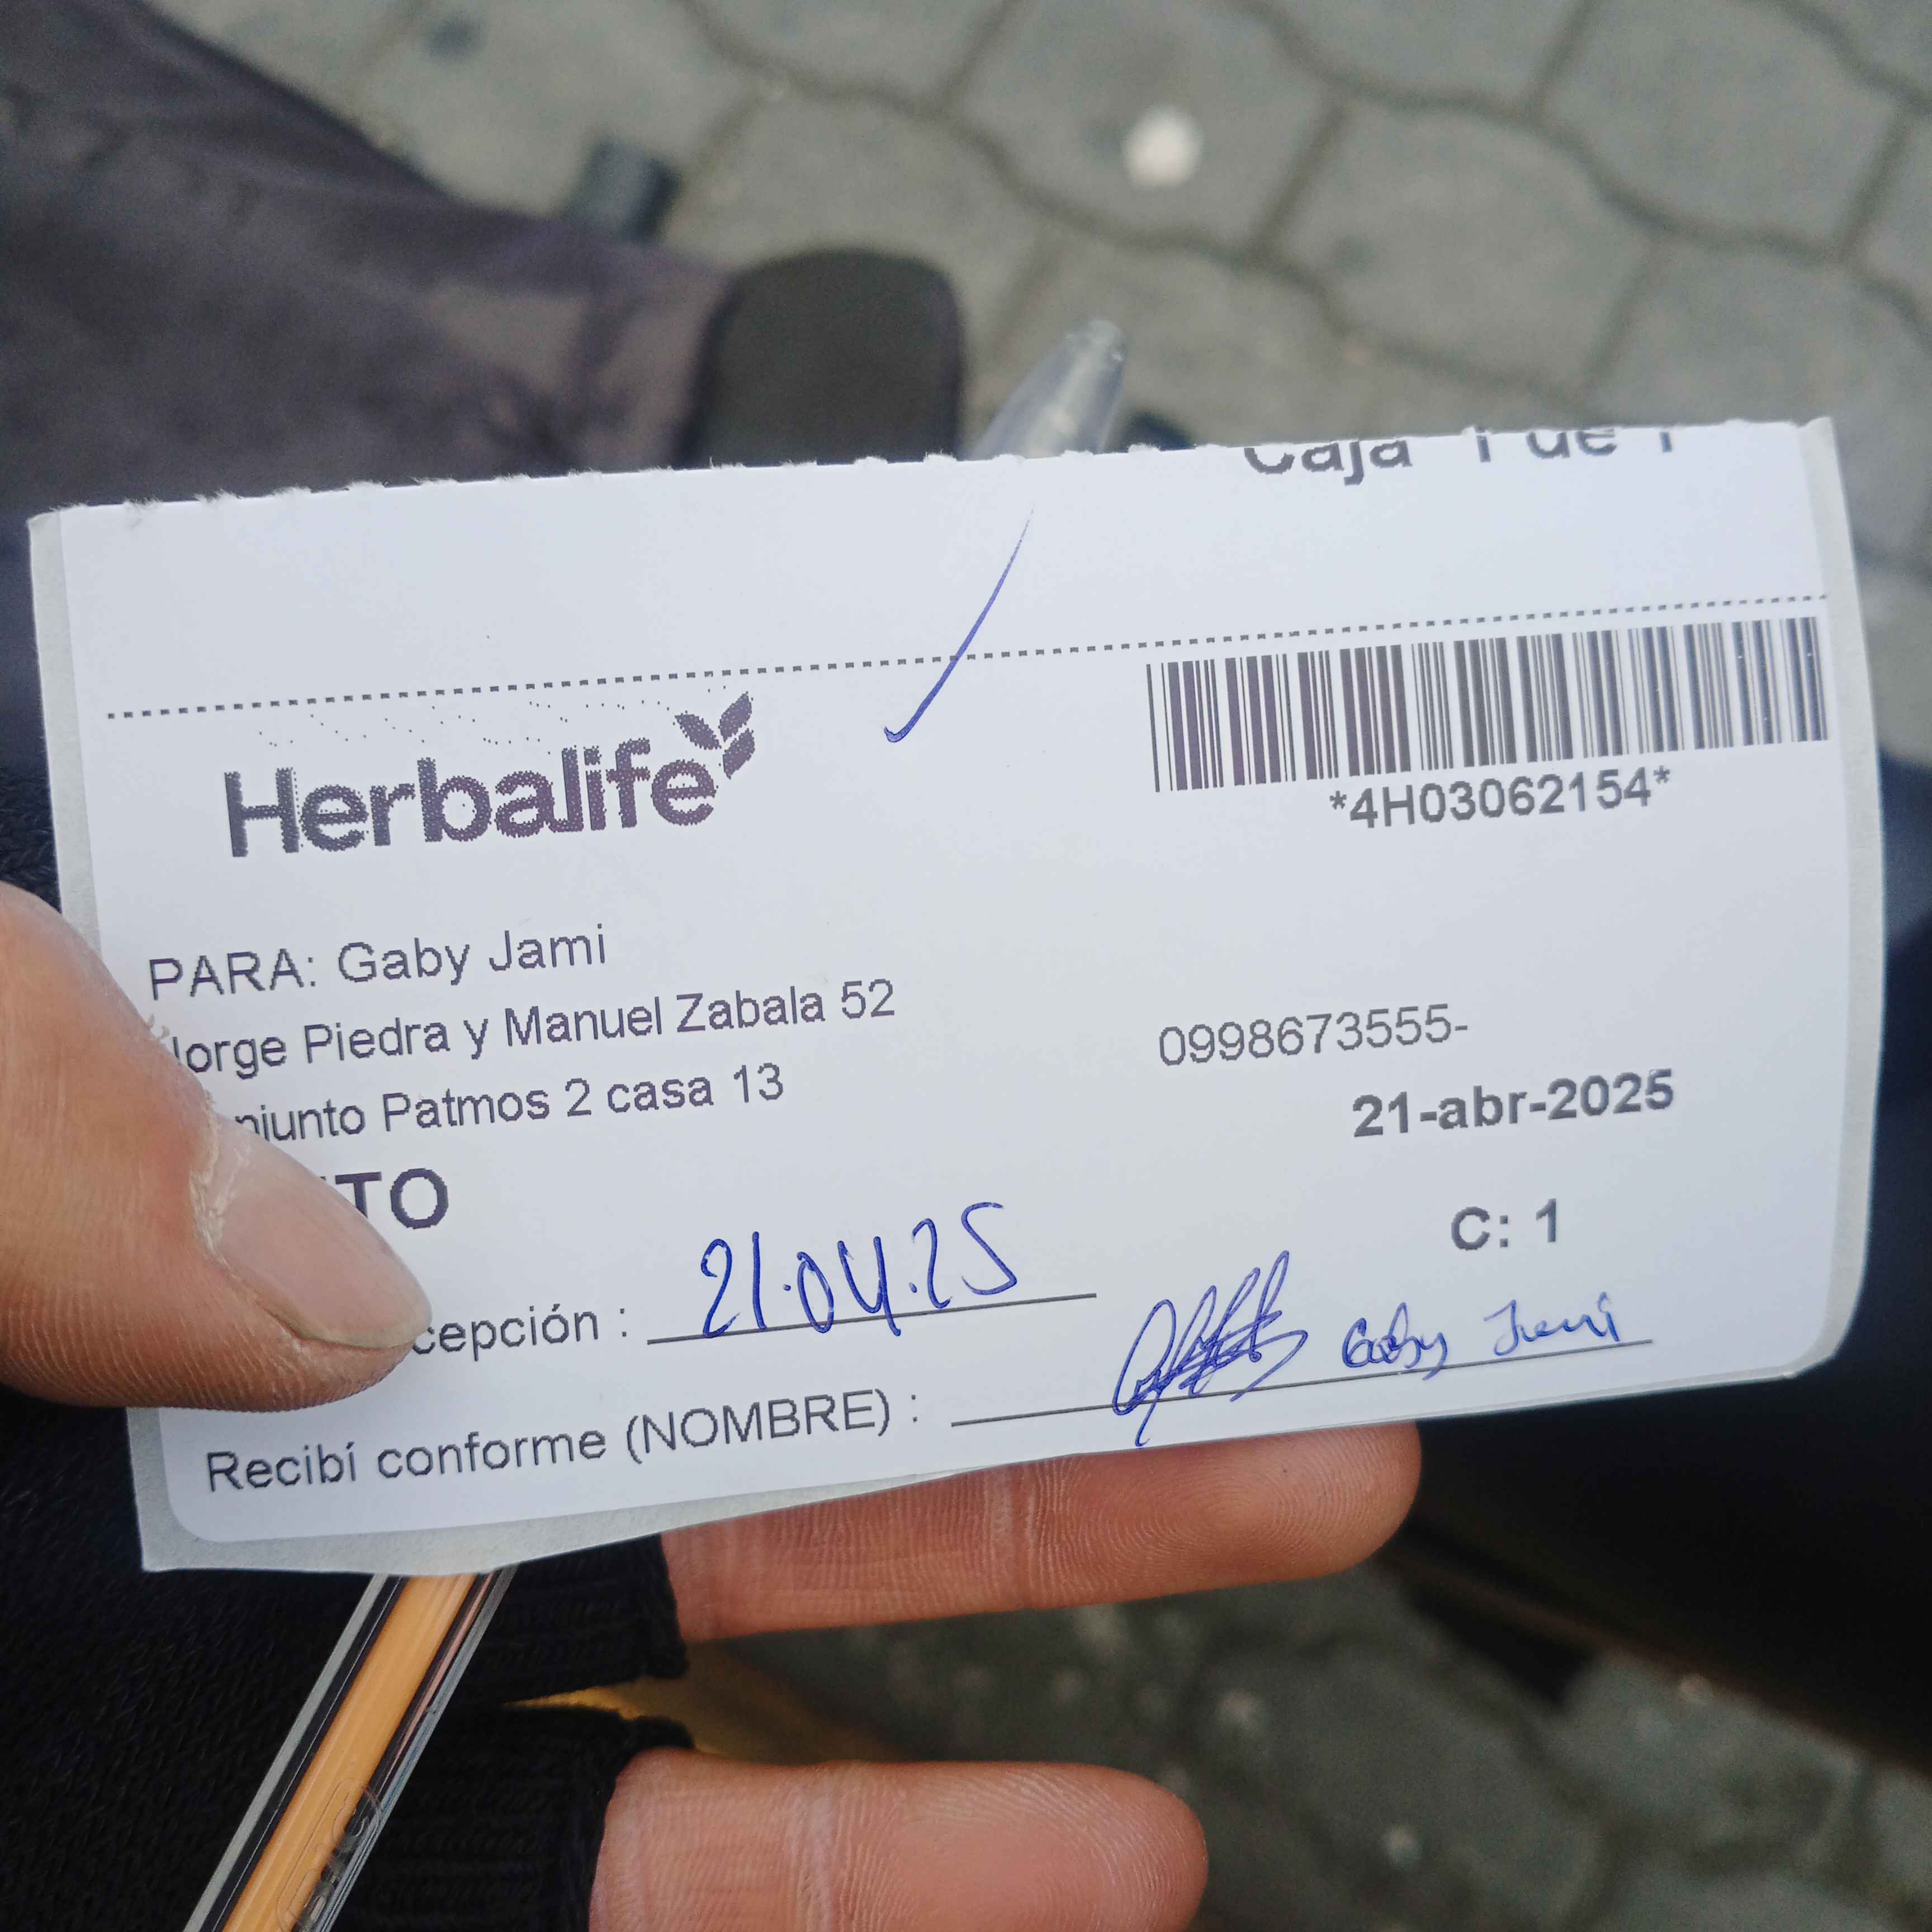 Caja 1 de 1
Herbalife
*4H03062154*
PARA: Gaby Jami
Jorge Piedra y Manuel Zabala 52
njunto Patmos 2 casa 13
0998673555-
21-abr-2025
TO
C: 1
cepción : 21.04.25
Recibí conforme (NOMBRE) : Gaby Jami